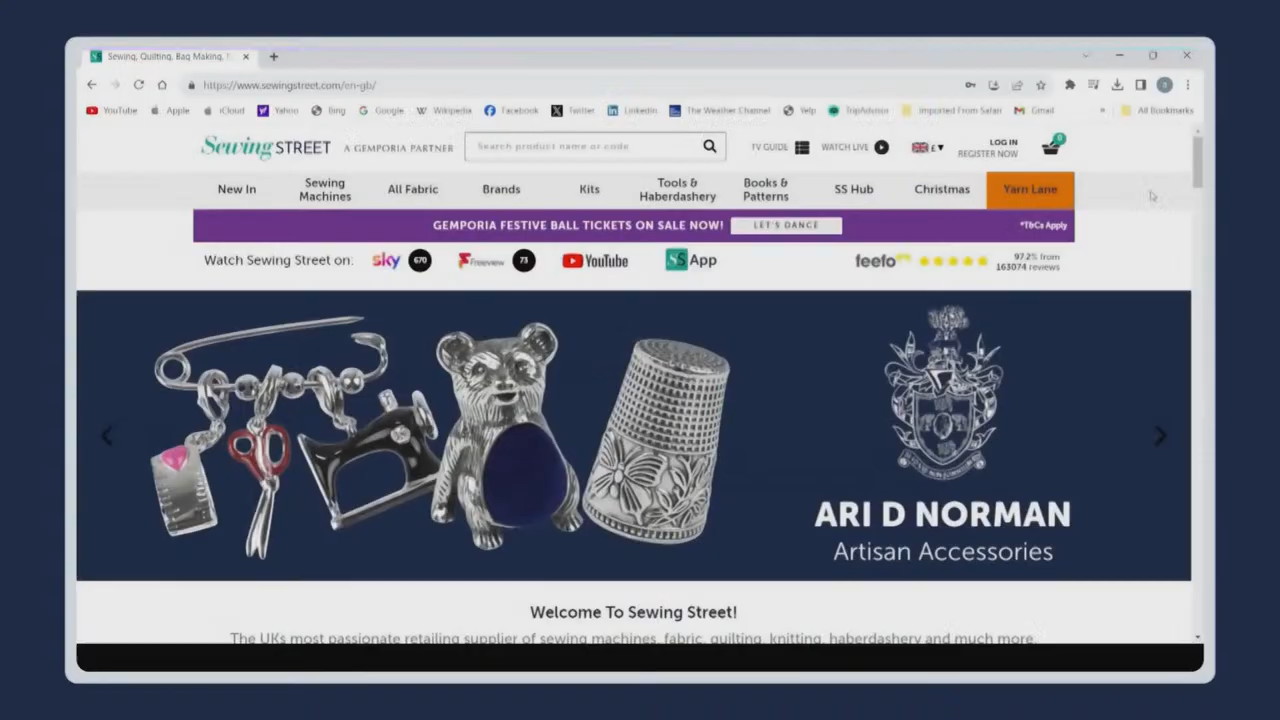 Sewing, Quilting, Bag Making,
https://www.sewingstreet.com/en-gb/
YouTube Apple iCloud Yahoo Bing Google Wikipedia Facebook Twitter LinkedIn The Weather Channel Yelp TripAdvisor Imported From Safari Gmail » All Bookmarks
Sewing STREET A GEMPORIA PARTNER Search product name or code TV GUIDE WATCH LIVE £ LOG IN 0
REGISTER NOW
New In Sewing Machines All Fabric Brands Kits Tools & Haberdashery Books & Patterns SS Hub Christmas Yarn Lane
GEMPORIA FESTIVE BALL TICKETS ON SALE NOW! LET'S DANCE *T&Cs Apply
Watch Sewing Street on: sky 670 Freeview 73 YouTube SS App feefo 97.2% from
163074 reviews
ARI D NORMAN
Artisan Accessories
Welcome To Sewing Street!
The UKs most passionate retailing supplier of sewing machines, fabric, quilting, knitting, haberdashery and much more.